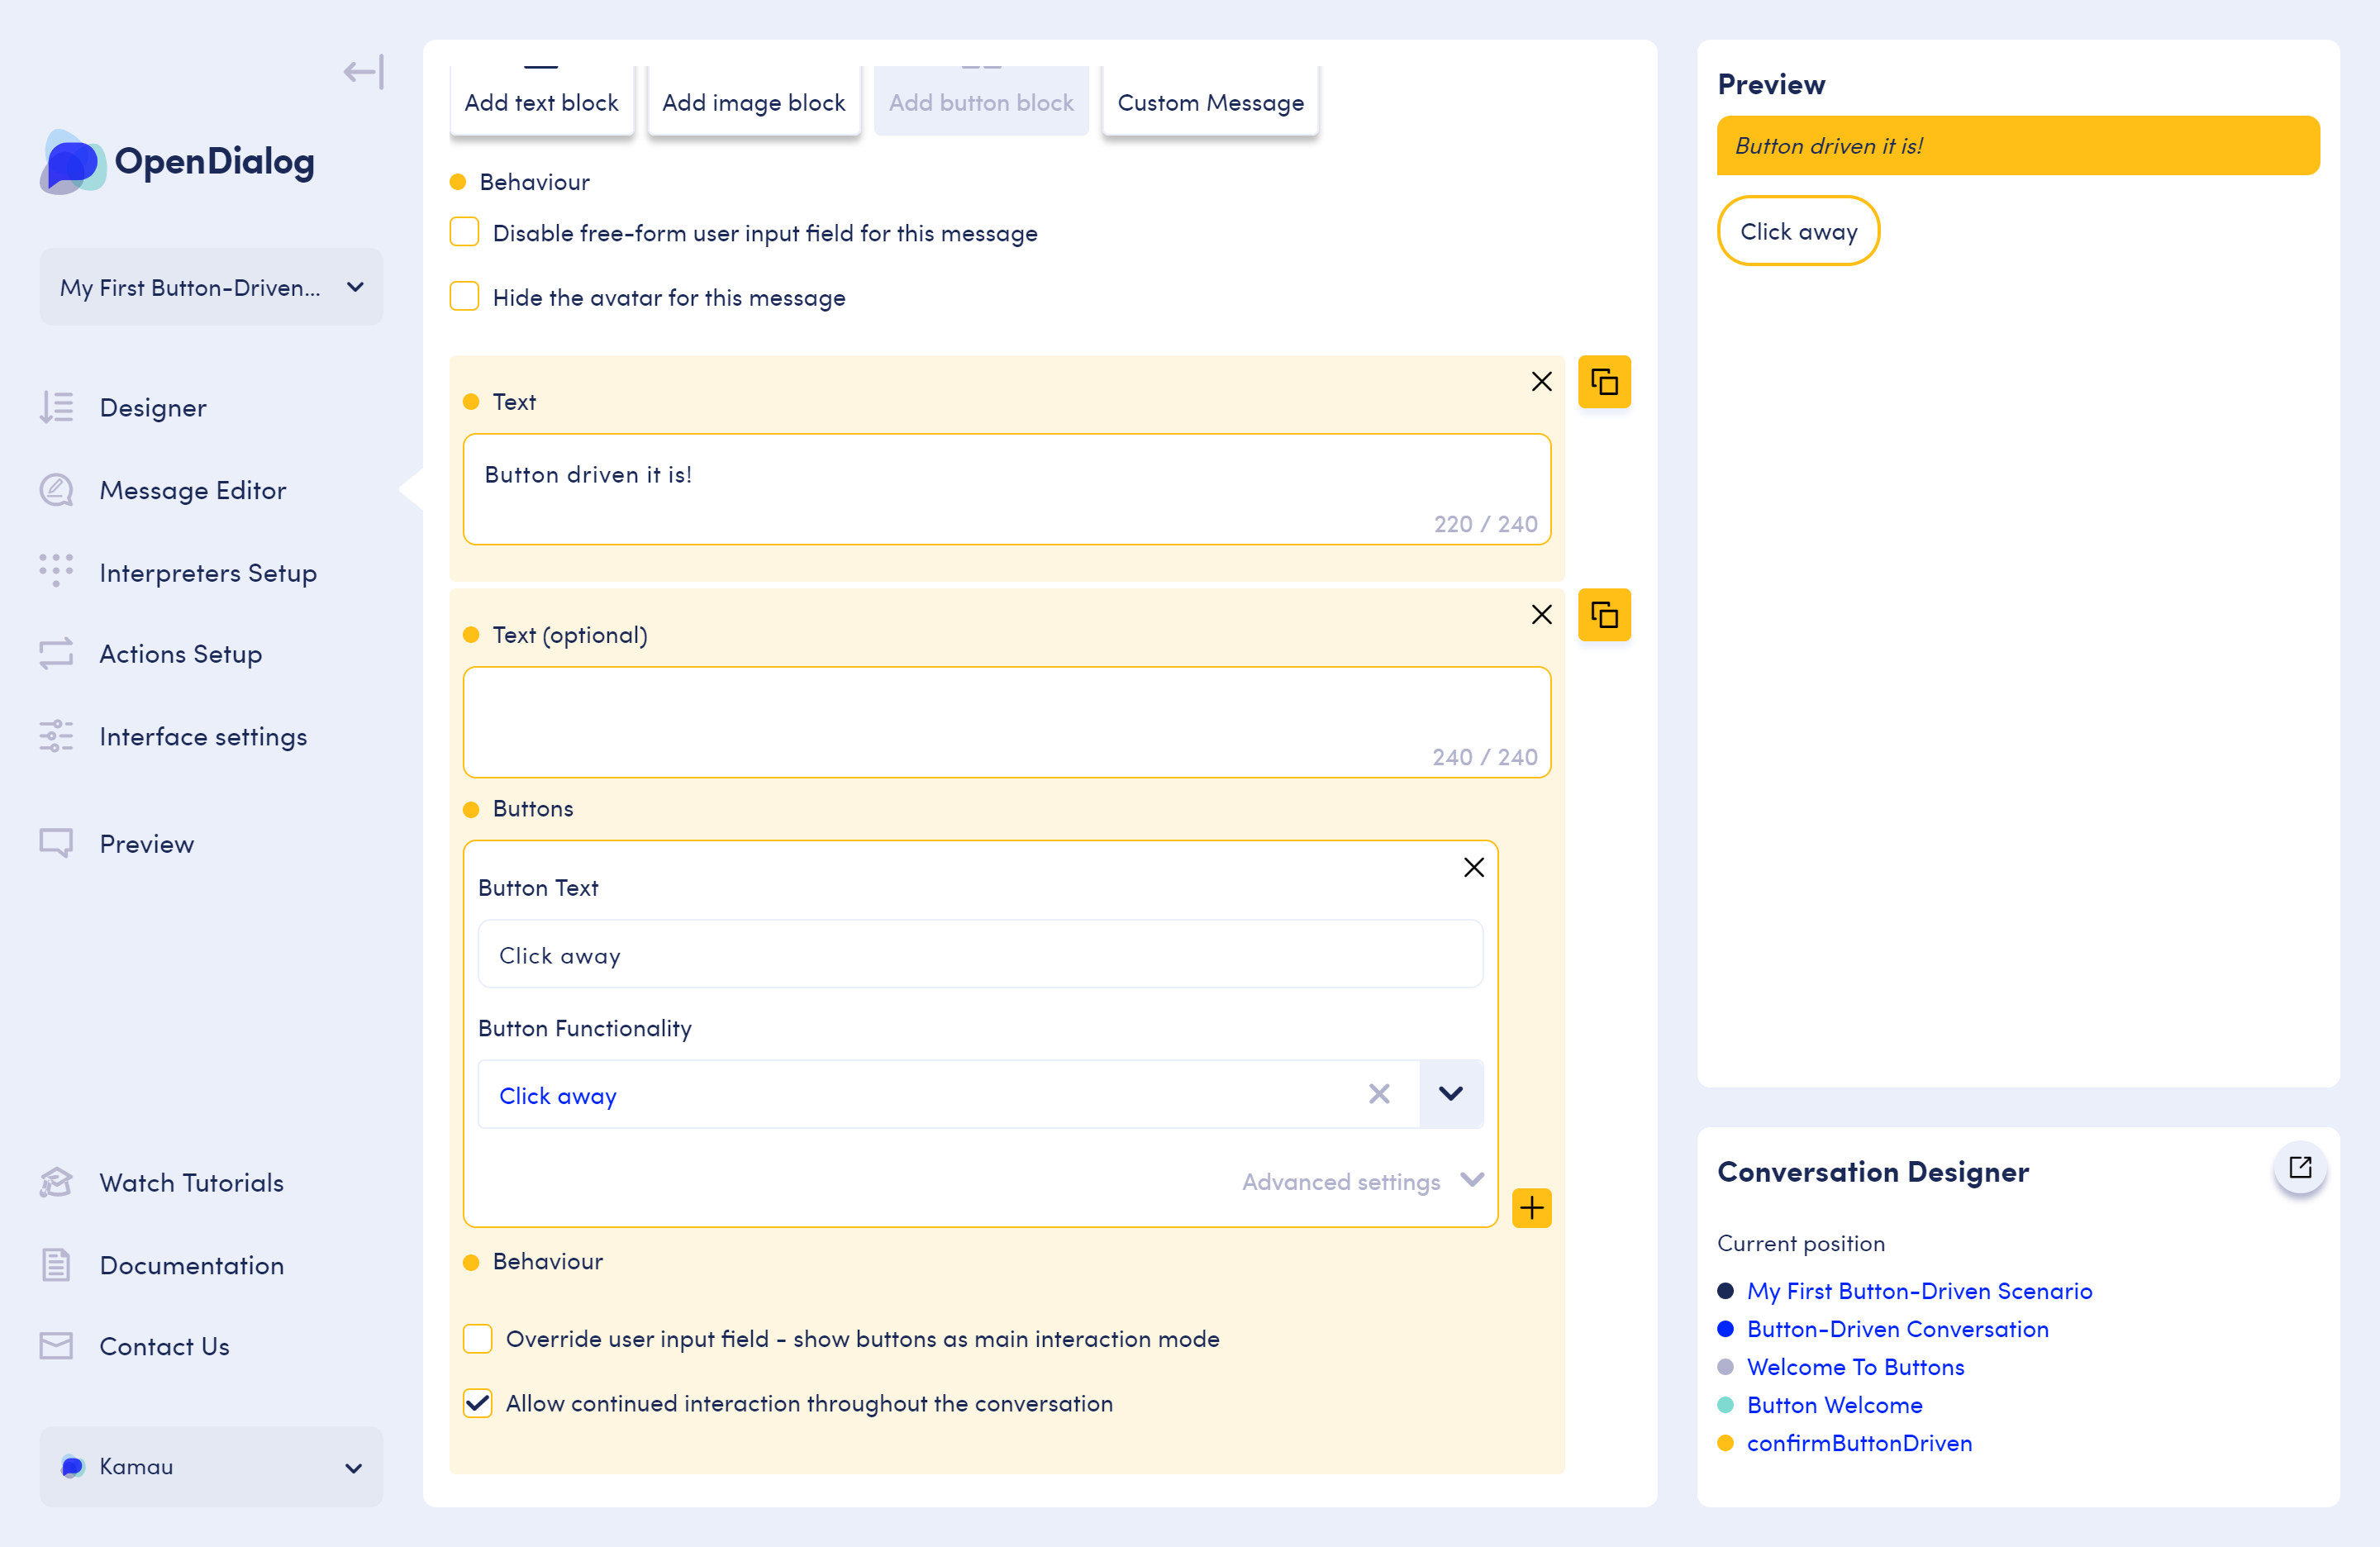 OpenDialog
My First Button-Driven...
Designer
Message Editor
Interpreters Setup
Actions Setup
Interface settings
Preview
Watch Tutorials
Documentation
Contact Us
Kamau
Add text block
Add image block
Add button block
Custom Message
Behaviour
Disable free-form user input field for this message
Hide the avatar for this message
Text
Button driven it is!
220 / 240
Text (optional)
240 / 240
Buttons
Button Text
Click away
Button Functionality
Click away
Advanced settings
Behaviour
Override user input field - show buttons as main interaction mode
Allow continued interaction throughout the conversation
Preview
Button driven it is!
Click away
Conversation Designer
Current position
My First Button-Driven Scenario
Button-Driven Conversation
Welcome To Buttons
Button Welcome
confirmButtonDriven